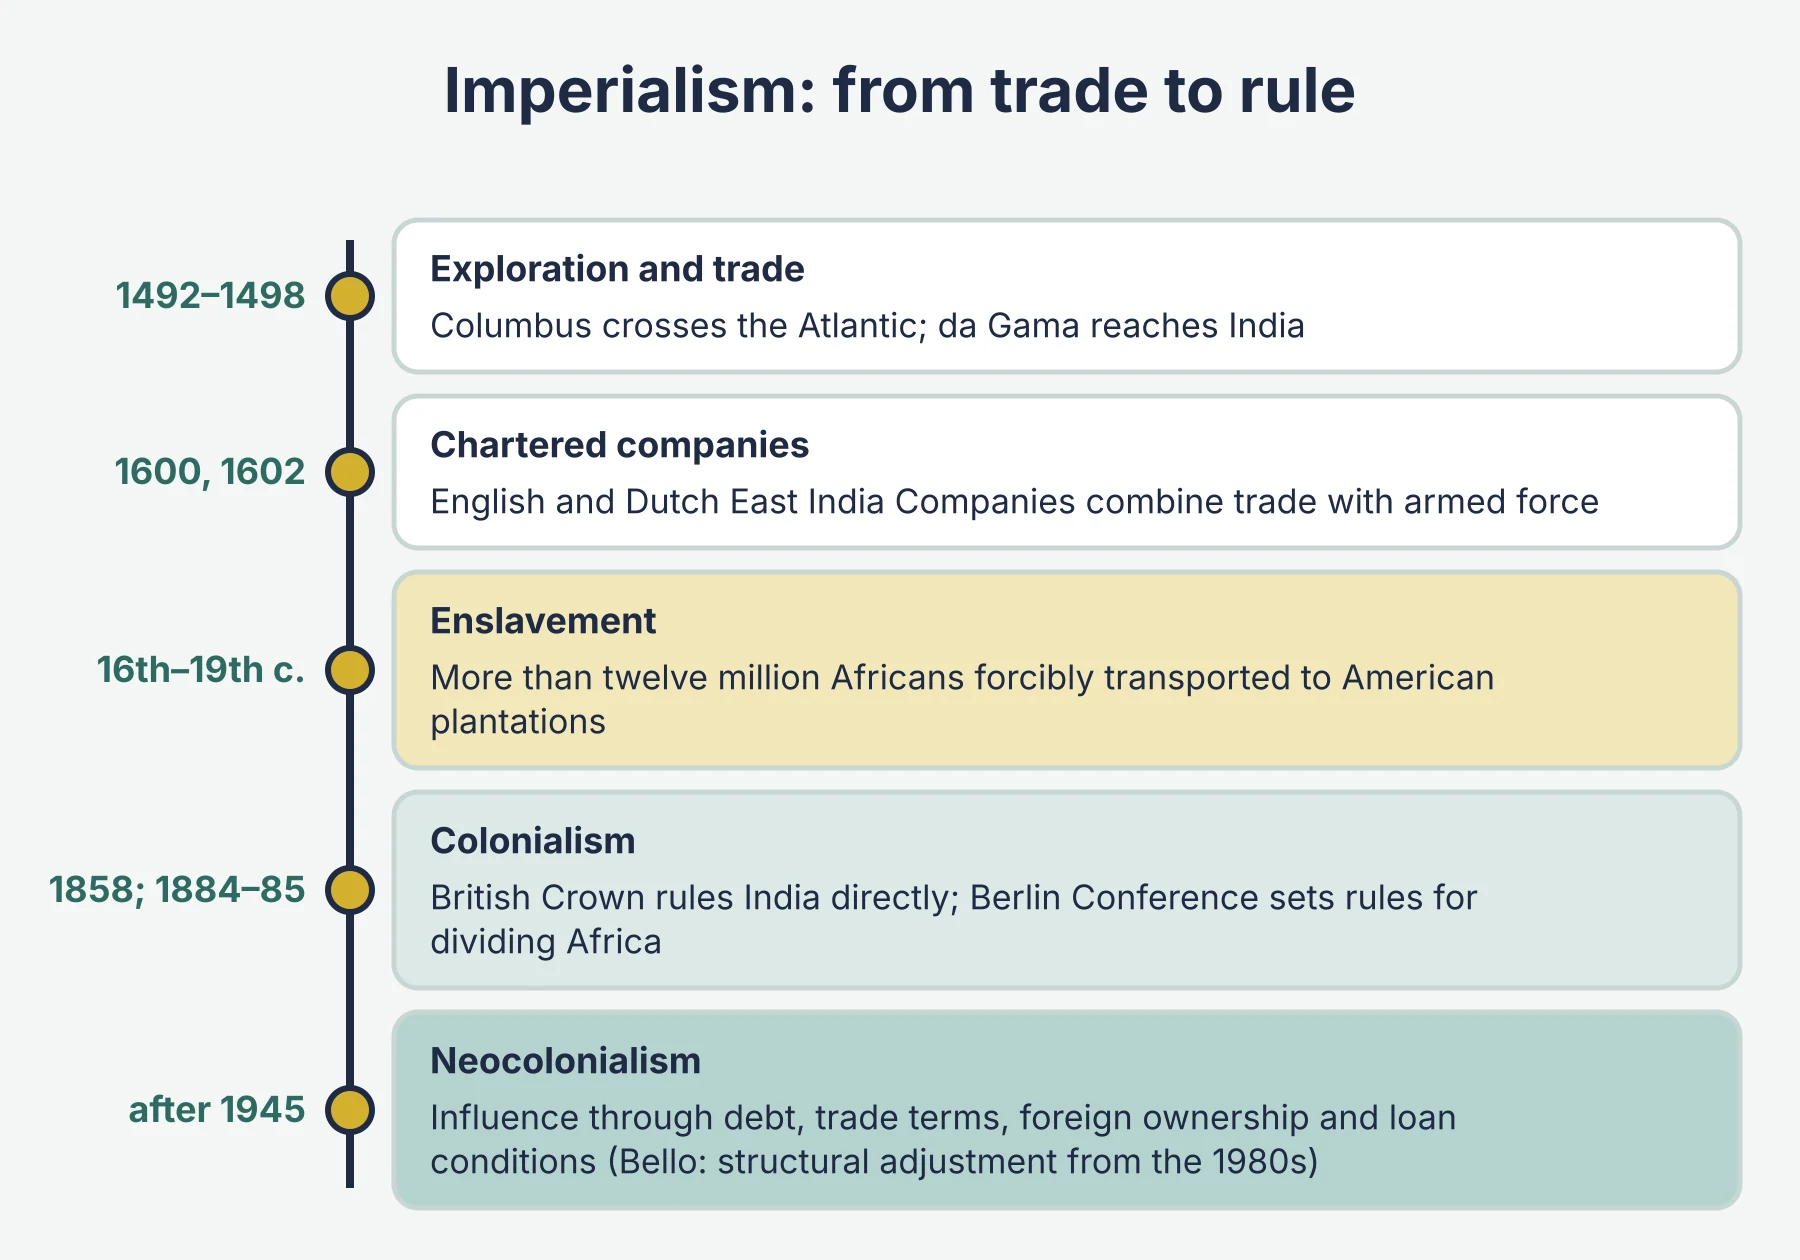 Imperialism: from trade to rule
1492–1498
Exploration and trade
Columbus crosses the Atlantic; da Gama reaches India
1600, 1602
Chartered companies
English and Dutch East India Companies combine trade with armed force
16th–19th c.
Enslavement
More than twelve million Africans forcibly transported to American
plantations
1858; 1884–85
Colonialism
British Crown rules India directly; Berlin Conference sets rules for
dividing Africa
after 1945
Neocolonialism
Influence through debt, trade terms, foreign ownership and loan
conditions (Bello: structural adjustment from the 1980s)